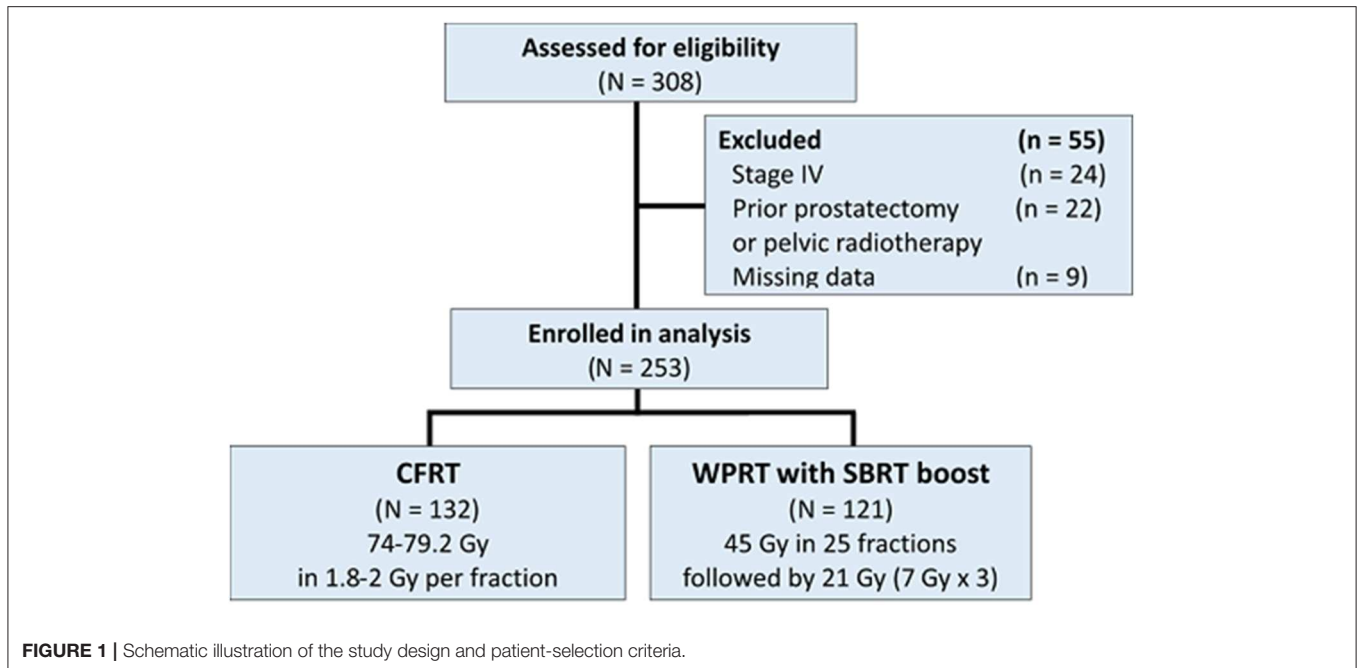 Assessed for eligibility
(N = 308)
Excluded (n = 55)
Stage IV (n = 24)
Prior prostatectomy (n = 22)
or pelvic radiotherapy
Missing data (n = 9)
Enrolled in analysis
(N = 253)
CFRT
(N = 132)
74-79.2 Gy
in 1.8-2 Gy per fraction
WPRT with SBRT boost
(N = 121)
45 Gy in 25 fractions
followed by 21 Gy (7 Gy x 3)
FIGURE 1 | Schematic illustration of the study design and patient-selection criteria.